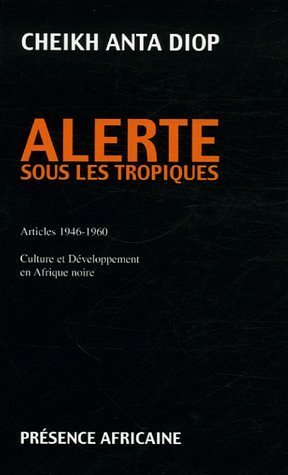 CHEIKH ANTA DIOP
ALERTE
SOUS LES TROPIQUES
Articles 1946-1960
Culture et Développement
en Afrique noire
PRÉSENCE AFRICAINE